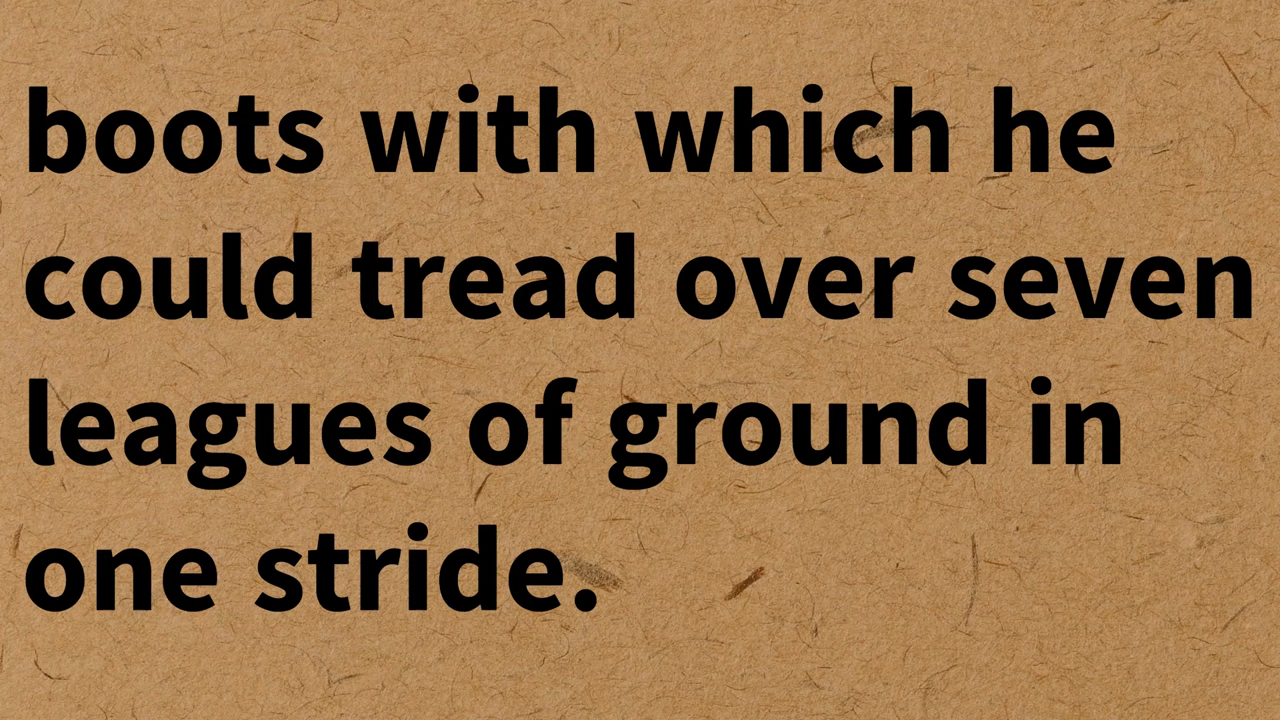 boots with which he
could tread over seven
leagues of ground in
one stride.